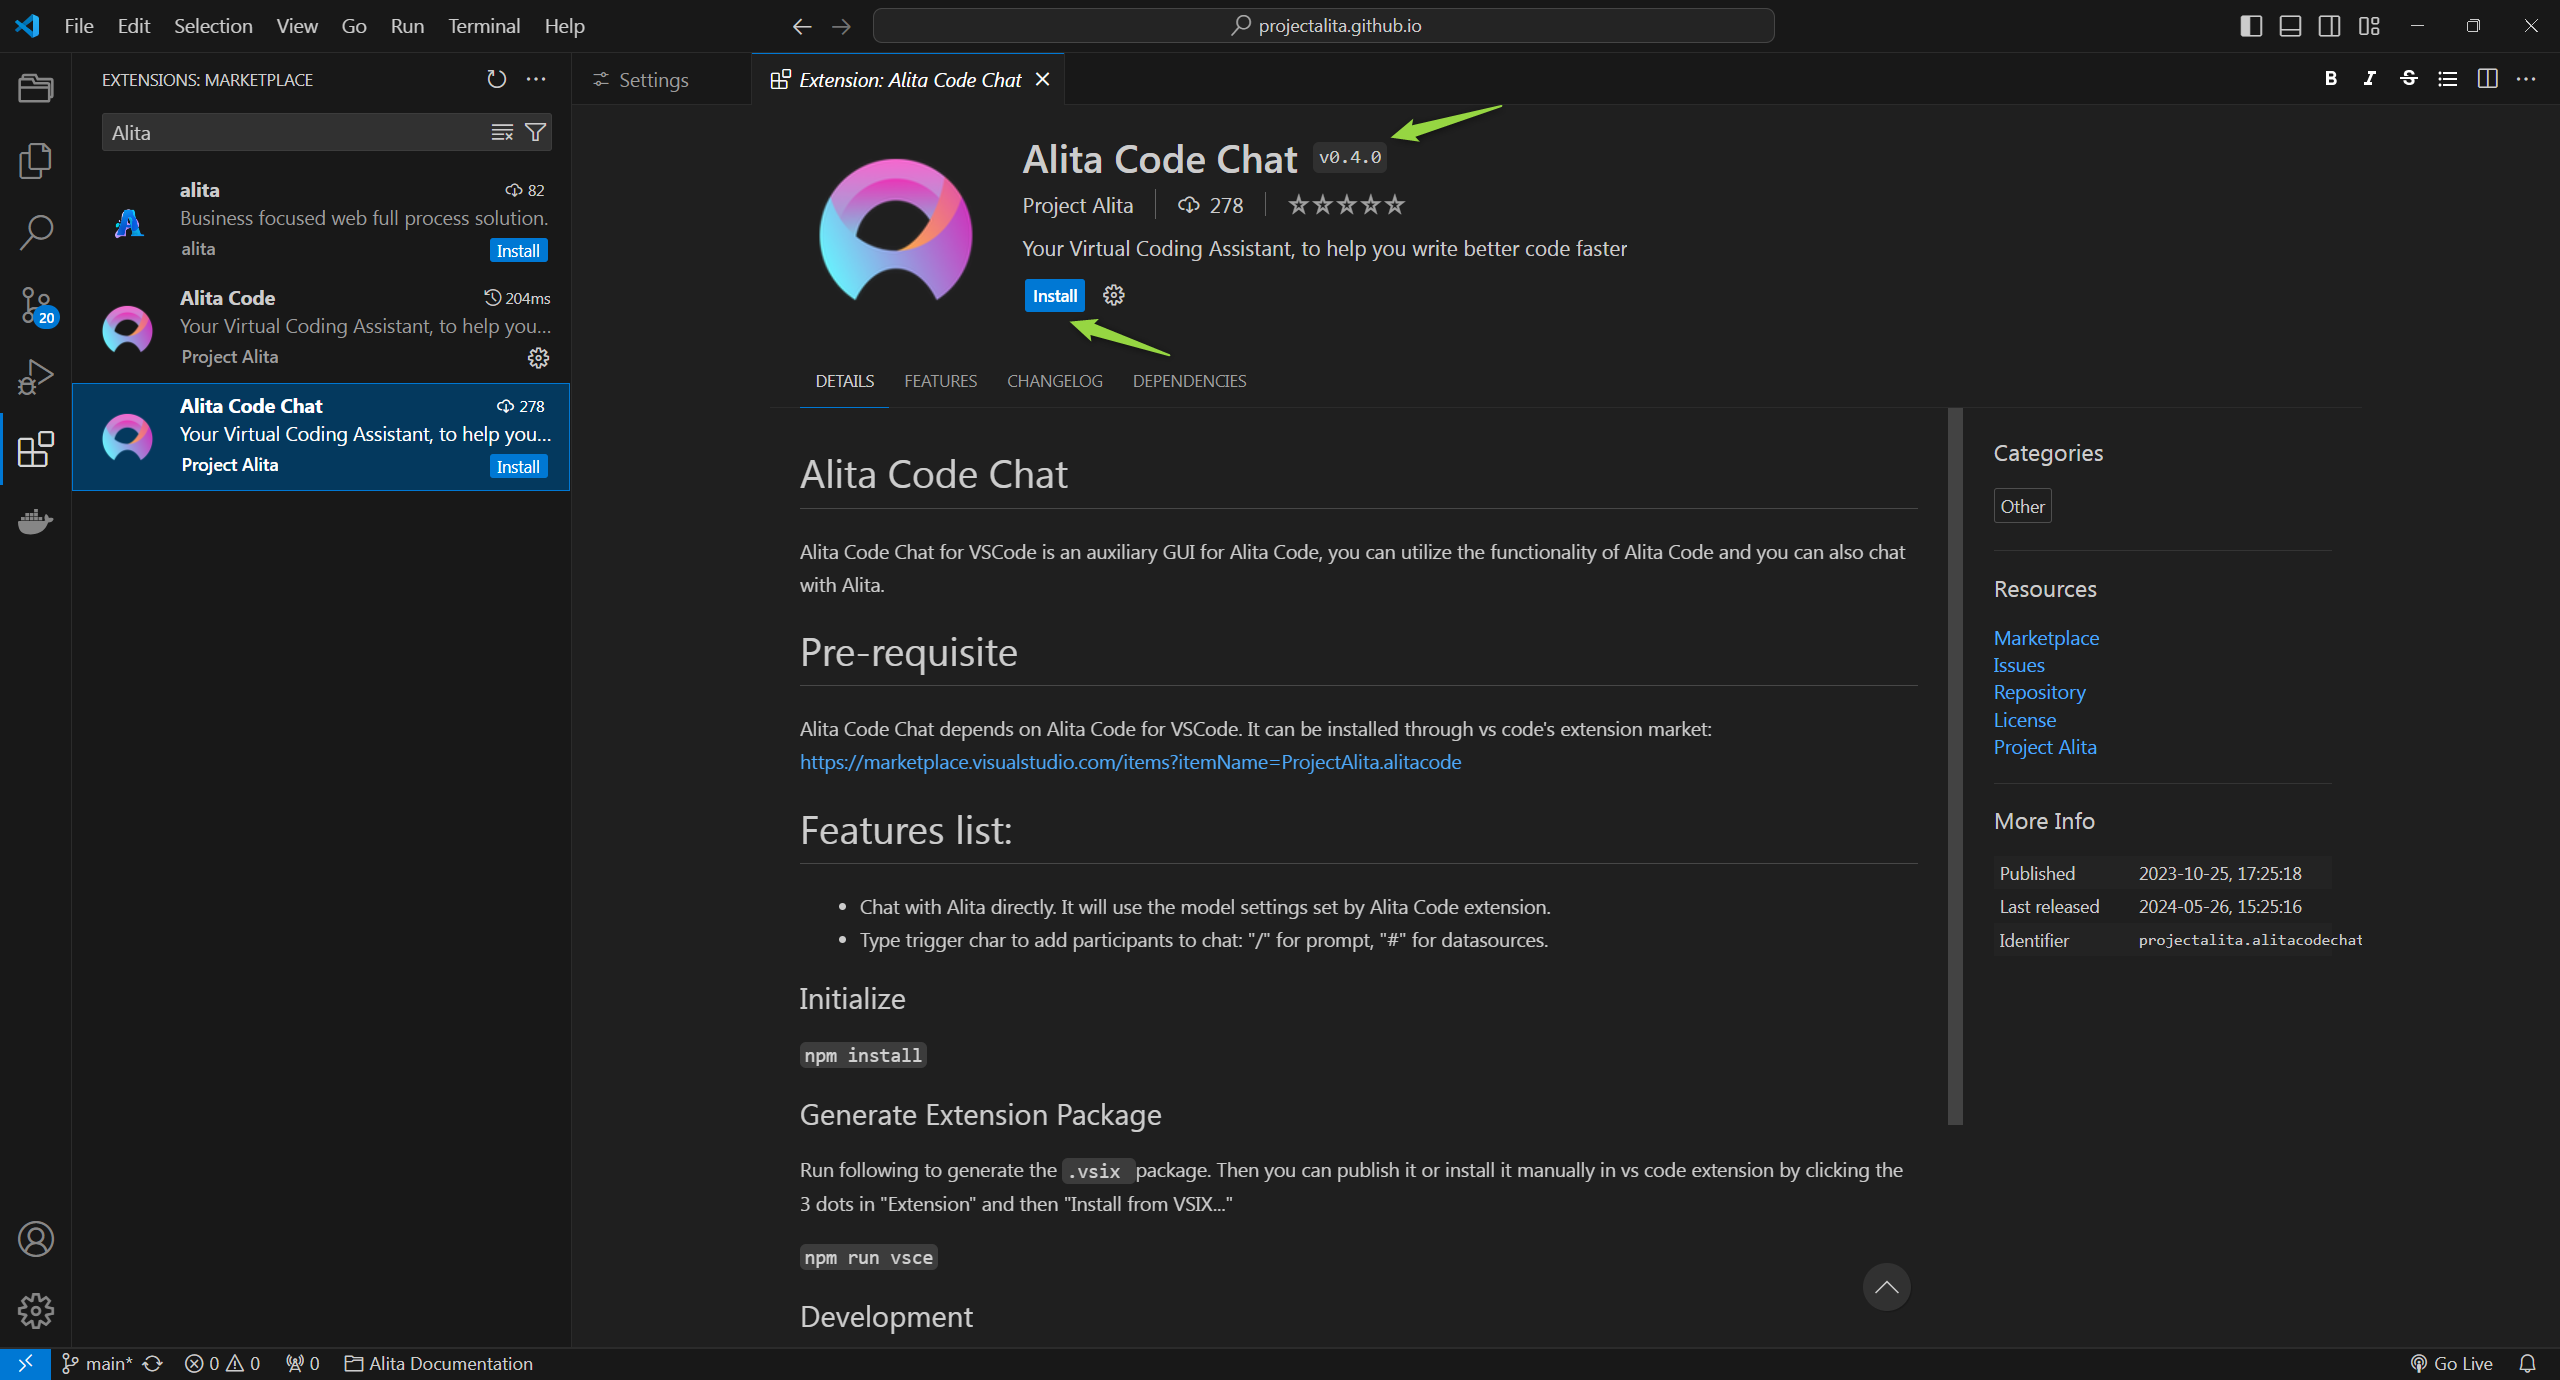 File Edit Selection View Go Run Terminal Help
projectalita.github.io
EXTENSIONS: MARKETPLACE
Alita
alita 82
Business focused web full process solution.
alita Install
Alita Code 204ms
Your Virtual Coding Assistant, to help you...
Project Alita
Alita Code Chat 278
Your Virtual Coding Assistant, to help you...
Project Alita Install
20
Settings
Extension: Alita Code Chat
Alita Code Chat v0.4.0
Project Alita 278
Your Virtual Coding Assistant, to help you write better code faster
Install
DETAILS FEATURES CHANGELOG DEPENDENCIES
Alita Code Chat
Alita Code Chat for VSCode is an auxiliary GUI for Alita Code, you can utilize the functionality of Alita Code and you can also chat
with Alita.
Pre-requisite
Alita Code Chat depends on Alita Code for VSCode. It can be installed through vs code's extension market:
https://marketplace.visualstudio.com/items?itemName=ProjectAlita.alitacode
Features list:
• Chat with Alita directly. It will use the model settings set by Alita Code extension.
• Type trigger char to add participants to chat: "/" for prompt, "#" for datasources.
Initialize
npm install
Generate Extension Package
Run following to generate the .vsix package. Then you can publish it or install it manually in vs code extension by clicking the
3 dots in "Extension" and then "Install from VSIX..."
npm run vsce
Development
Categories
Other
Resources
Marketplace
Issues
Repository
License
Project Alita
More Info
Published 2023-10-25, 17:25:18
Last released 2024-05-26, 15:25:16
Identifier projectalita.alitacodechat
main* 0 0 0 Alita Documentation
Go Live